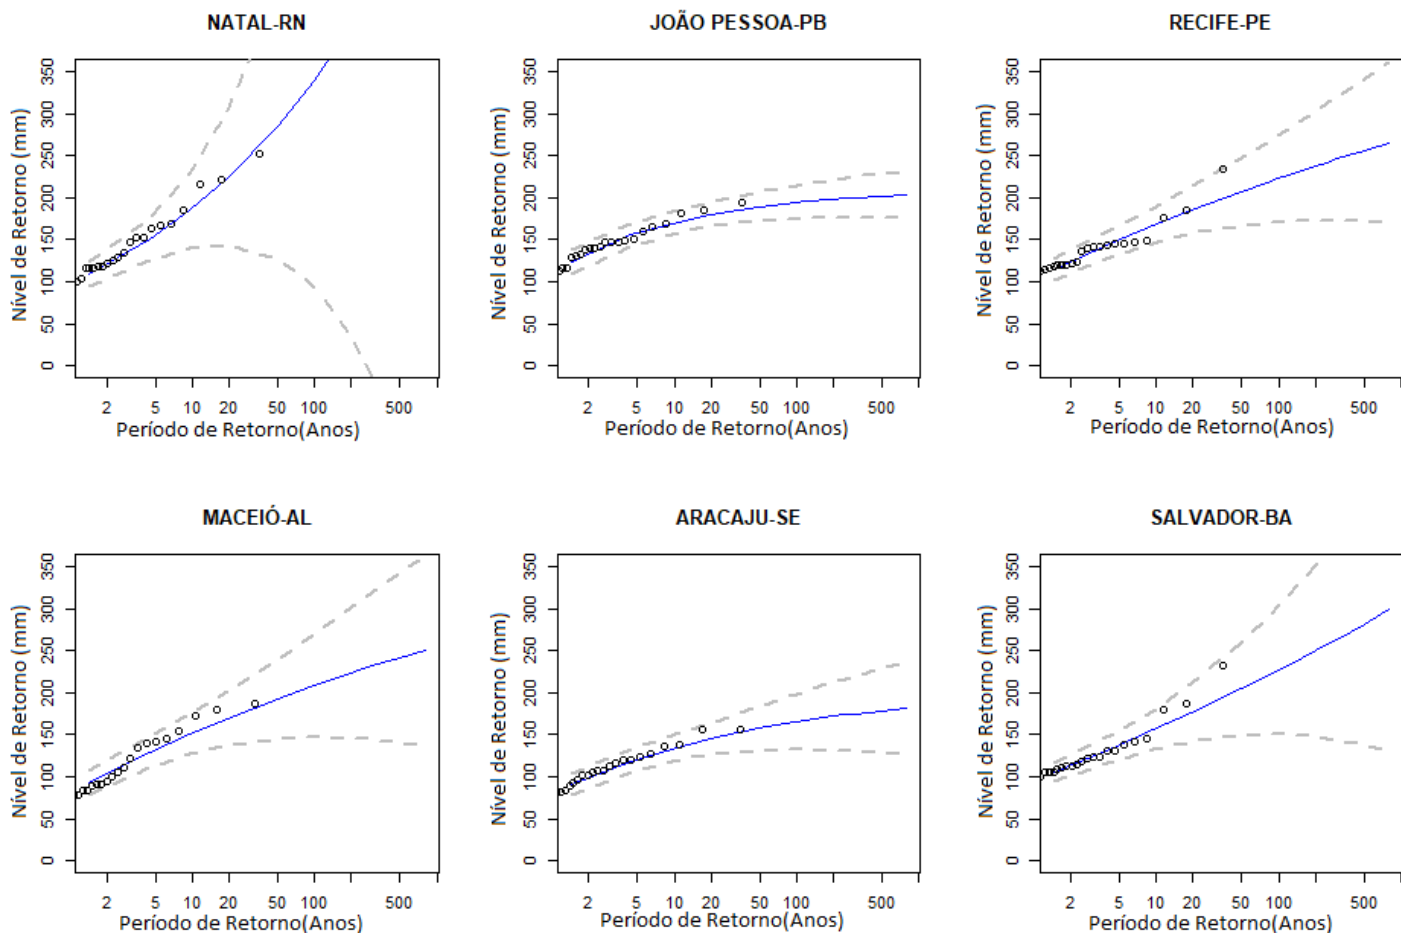 NATAL-RN
JOÃO PESSOA-PB
RECIFE-PE
Nível de Retorno (mm)
350
300
250
200
150
100
50
0
2 5 10 20 100 500
Período de Retorno(Anos)
Nível de Retorno (mm)
350
300
250
200
150
100
50
0
2 5 10 20 50 100 500
Período de Retorno(Anos)
Nível de Retorno (mm)
350
300
250
200
150
100
50
0
2 5 10 20 50 100 500
Período de Retorno(Anos)
MACEIÓ-AL
ARACAJU-SE
SALVADOR-BA
Nível de Retorno (mm)
350
300
250
200
150
100
50
0
2 5 10 20 100 500
Período de Retorno(Anos)
Nível de Retorno (mm)
350
300
250
200
150
100
50
0
2 5 10 20 50 100 500
Período de Retorno(Anos)
Nível de Retorno (mm)
350
300
250
200
150
100
50
0
2 5 10 20 50 100 500
Período de Retorno(Anos)